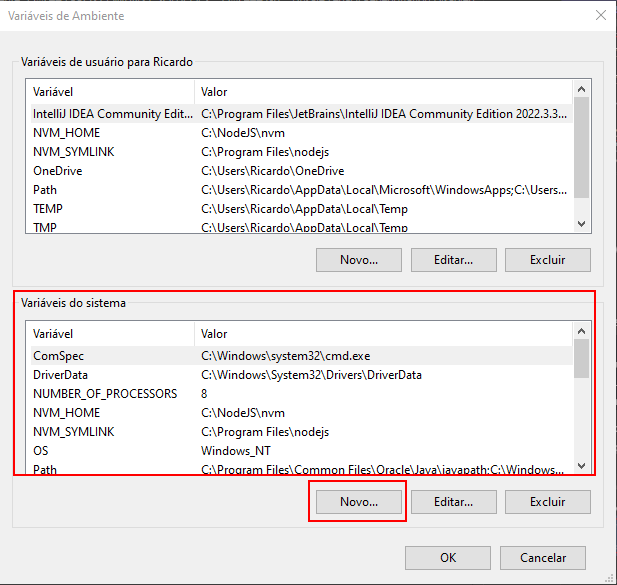 Variáveis de Ambiente
Variáveis de usuário para Ricardo
Variável Valor
IntelliJ IDEA Community Edit... C:\Program Files\JetBrains\IntelliJ IDEA Community Edition 2022.3.3...
NVM_HOME C:\NodeJS\nvm
NVM_SYMLINK C:\Program Files\nodejs
OneDrive C:\Users\Ricardo\OneDrive
Path C:\Users\Ricardo\AppData\Local\Microsoft\WindowsApps;C:\Users...
TEMP C:\Users\Ricardo\AppData\Local\Temp
TMP C:\Users\Ricardo\AppData\Local\Temp
Novo... Editar... Excluir
Variáveis do sistema
Variável Valor
ComSpec C:\Windows\system32\cmd.exe
DriverData C:\Windows\System32\Drivers\DriverData
NUMBER_OF_PROCESSORS 8
NVM_HOME C:\NodeJS\nvm
NVM_SYMLINK C:\Program Files\nodejs
OS Windows_NT
Path C:\Program Files\Common Files\Oracle\Java\javapath;C:\Windows...
Novo... Editar... Excluir
OK Cancelar